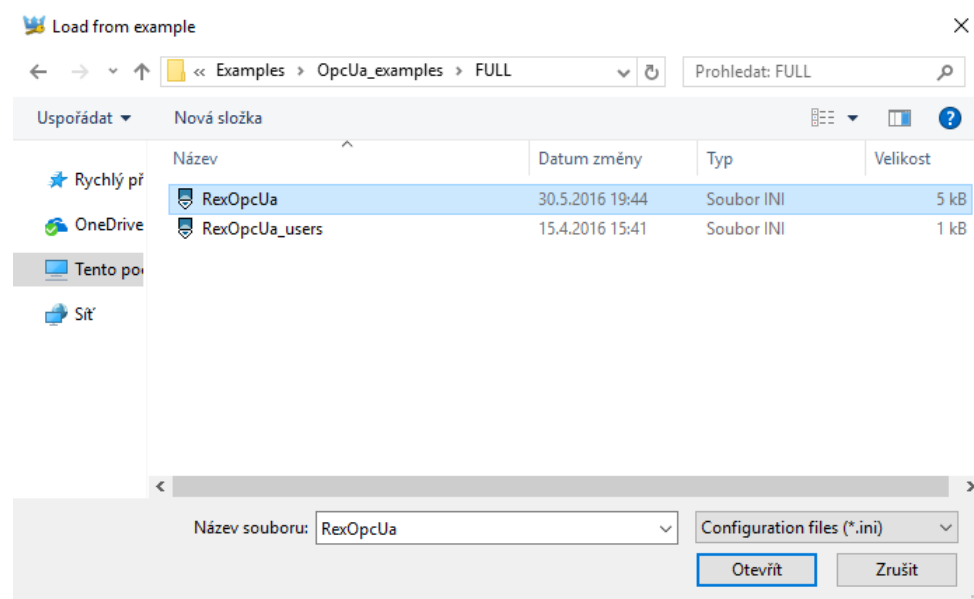 Load from example
« Examples › OpcUa_examples › FULL
Prohledat: FULL
Uspořádat
Nová složka
Název
Datum změny
Typ
Velikost
Rychlý př
OneDrive
Tento po
Síť
RexOpcUa 30.5.2016 19:44 Soubor INI 5 kB
RexOpcUa_users 15.4.2016 15:41 Soubor INI 1 kB
Název souboru: RexOpcUa
Configuration files (*.ini)
Otevřít
Zrušit